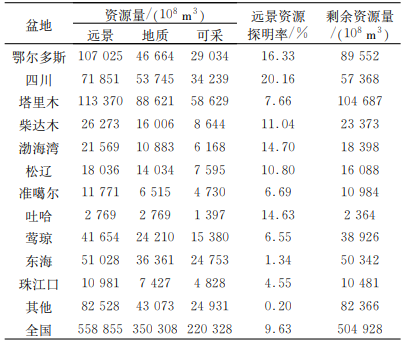 盆地 资源量/(10⁸ m³) 远景资源探明率/% 剩余资源量/(10⁸ m³)
远景 地质 可采
鄂尔多斯 107 025 46 664 29 034 16.33 89 552
四川 71 851 53 745 34 239 20.16 57 368
塔里木 113 370 88 621 58 629 7.66 104 687
柴达木 26 273 16 006 8 644 11.04 23 373
渤海湾 21 569 10 883 6 168 14.70 18 398
松辽 18 036 14 034 7 595 10.80 16 088
准噶尔 11 771 6 515 4 730 6.69 10 984
吐哈 2 769 2 769 1 397 14.63 2 364
莺琼 41 654 24 210 15 380 6.55 38 926
东海 51 028 36 361 24 753 1.34 50 342
珠江口 10 981 7 427 4 828 4.55 10 481
其他 82 528 43 073 24 931 0.20 82 366
全国 558 855 350 308 220 328 9.63 504 928